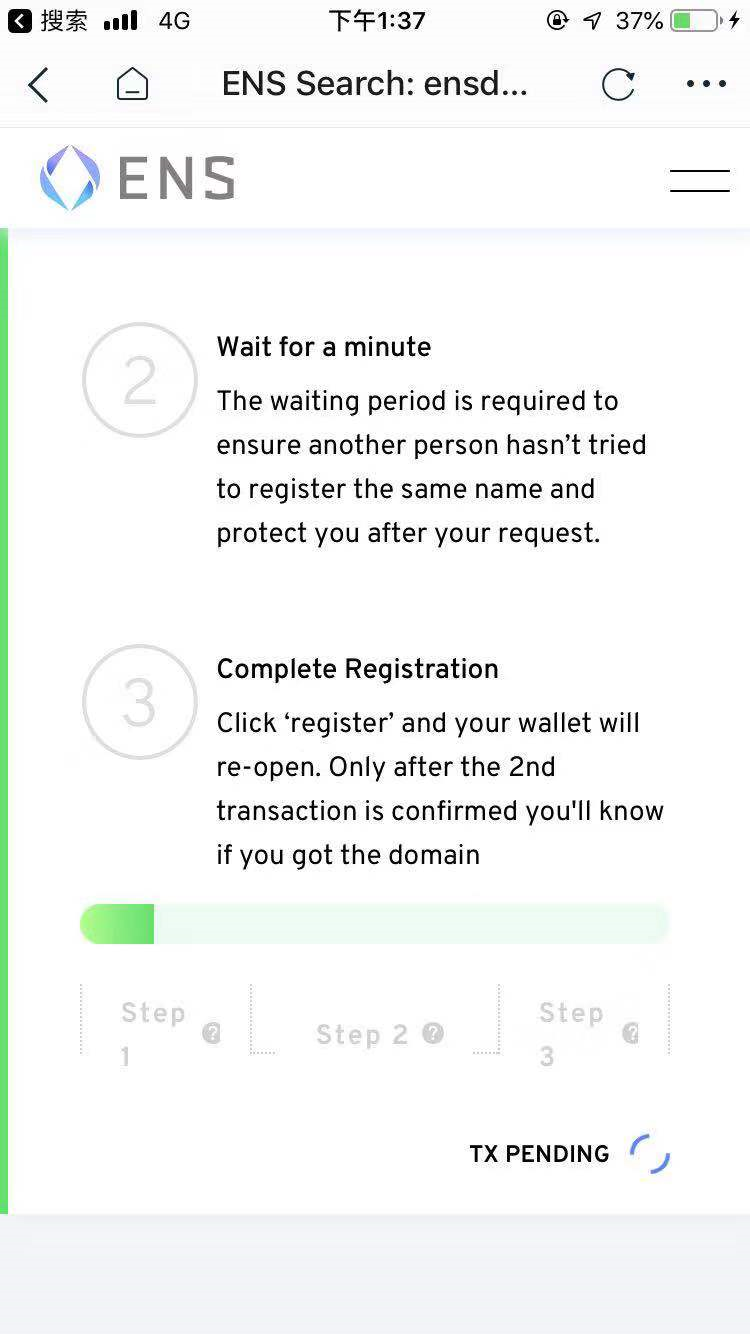 搜索 4G 下午1:37 37%
ENS Search: ensd...
ENS
2
Wait for a minute
The waiting period is required to
ensure another person hasn’t tried
to register the same name and
protect you after your request.
3
Complete Registration
Click ‘register’ and your wallet will
re-open. Only after the 2nd
transaction is confirmed you'll know
if you got the domain
Step 1 ? Step 2 ? Step 3 ?
TX PENDING